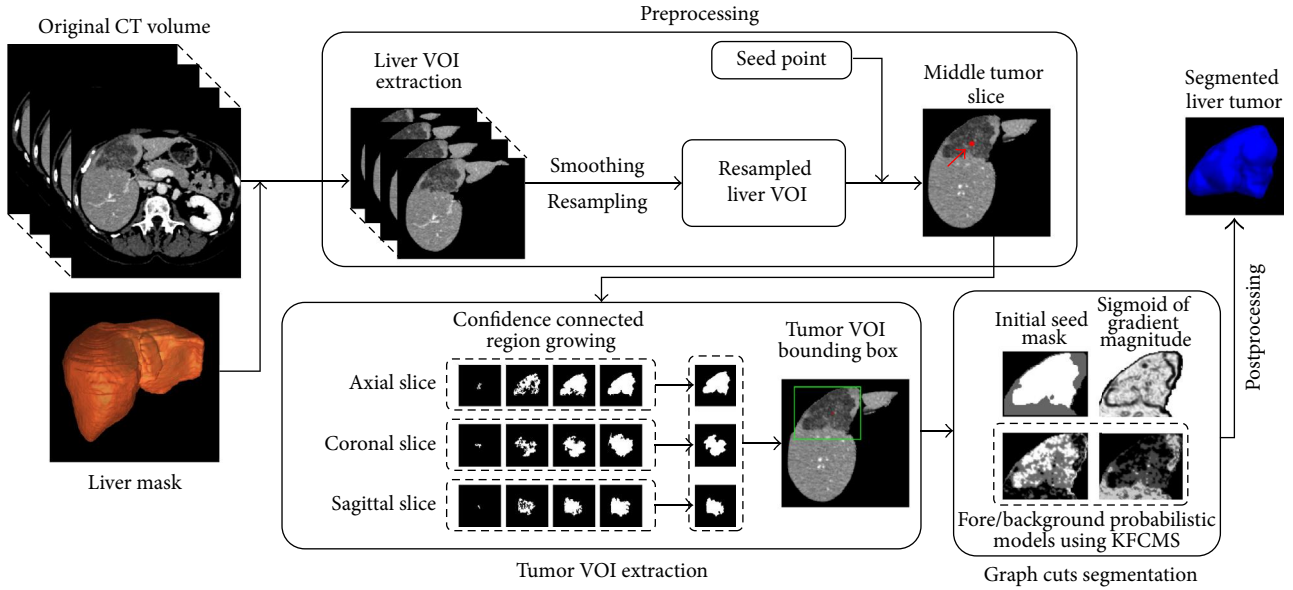 Original CT volume
Liver mask
Preprocessing
Liver VOI
extraction
Smoothing
Resampling
Seed point
Resampled
liver VOI
Middle tumor
slice
Confidence connected
region growing
Axial slice
Coronal slice
Sagittal slice
Tumor VOI
bounding box
Tumor VOI extraction
Initial seed
mask
Sigmoid of
gradient
magnitude
Fore/background probabilistic
models using KFCMS
Graph cuts segmentation
Postprocessing
Segmented
liver tumor